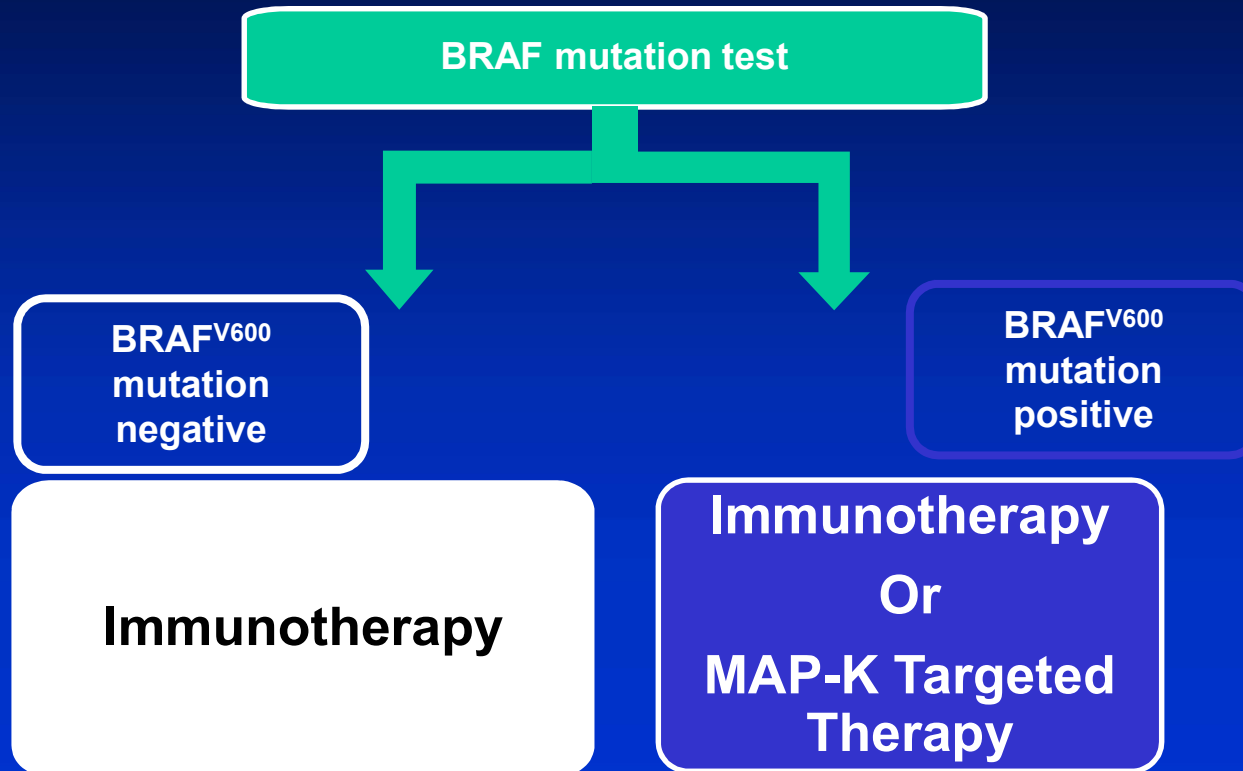 BRAF mutation test
BRAFV600
mutation
negative
BRAFV600
mutation
positive
Immunotherapy
Immunotherapy
Or
MAP-K Targeted
Therapy